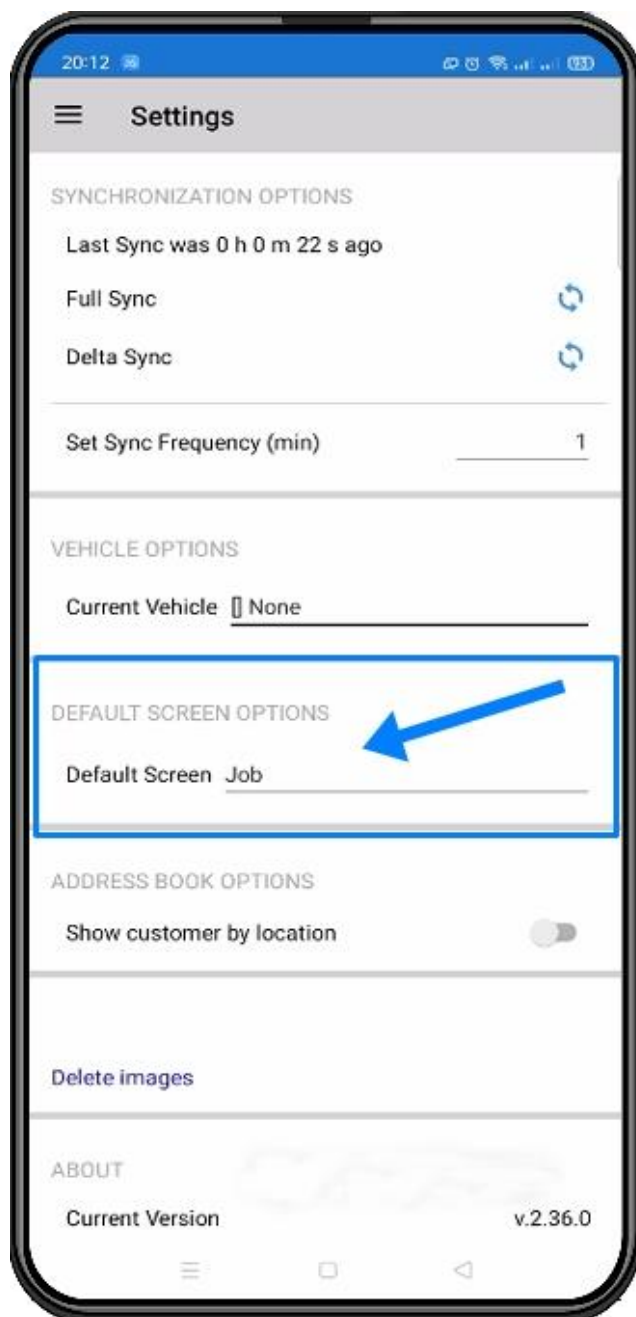 20:12
93
Settings
SYNCHRONIZATION OPTIONS
Last Sync was 0 h 0 m 22 s ago
Full Sync
Delta Sync
Set Sync Frequency (min) 1
VEHICLE OPTIONS
Current Vehicle [] None
DEFAULT SCREEN OPTIONS
Default Screen Job
ADDRESS BOOK OPTIONS
Show customer by location
Delete images
ABOUT
Current Version v.2.36.0